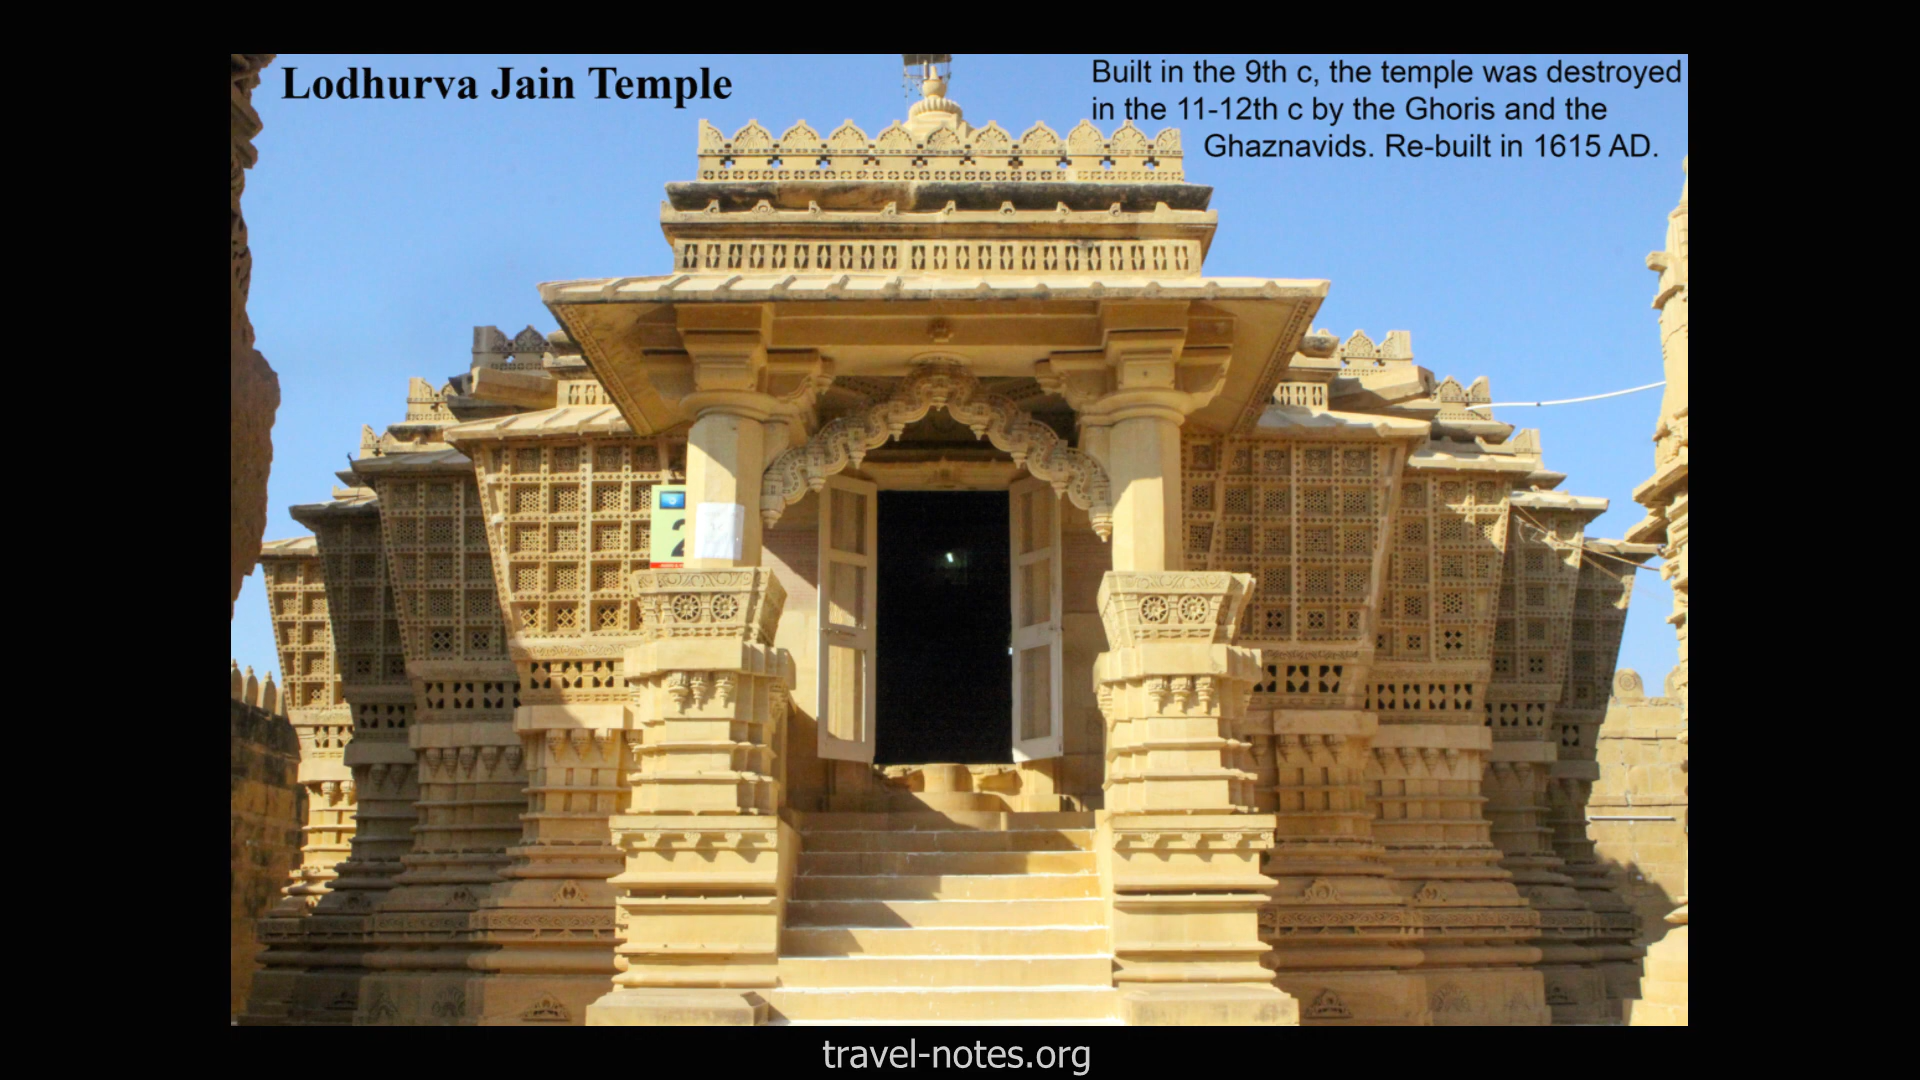 Lodhurva Jain Temple
Built in the 9th c, the temple was destroyed
in the 11-12th c by the Ghoris and the
Ghaznavids. Re-built in 1615 AD.
2
travel-notes.org